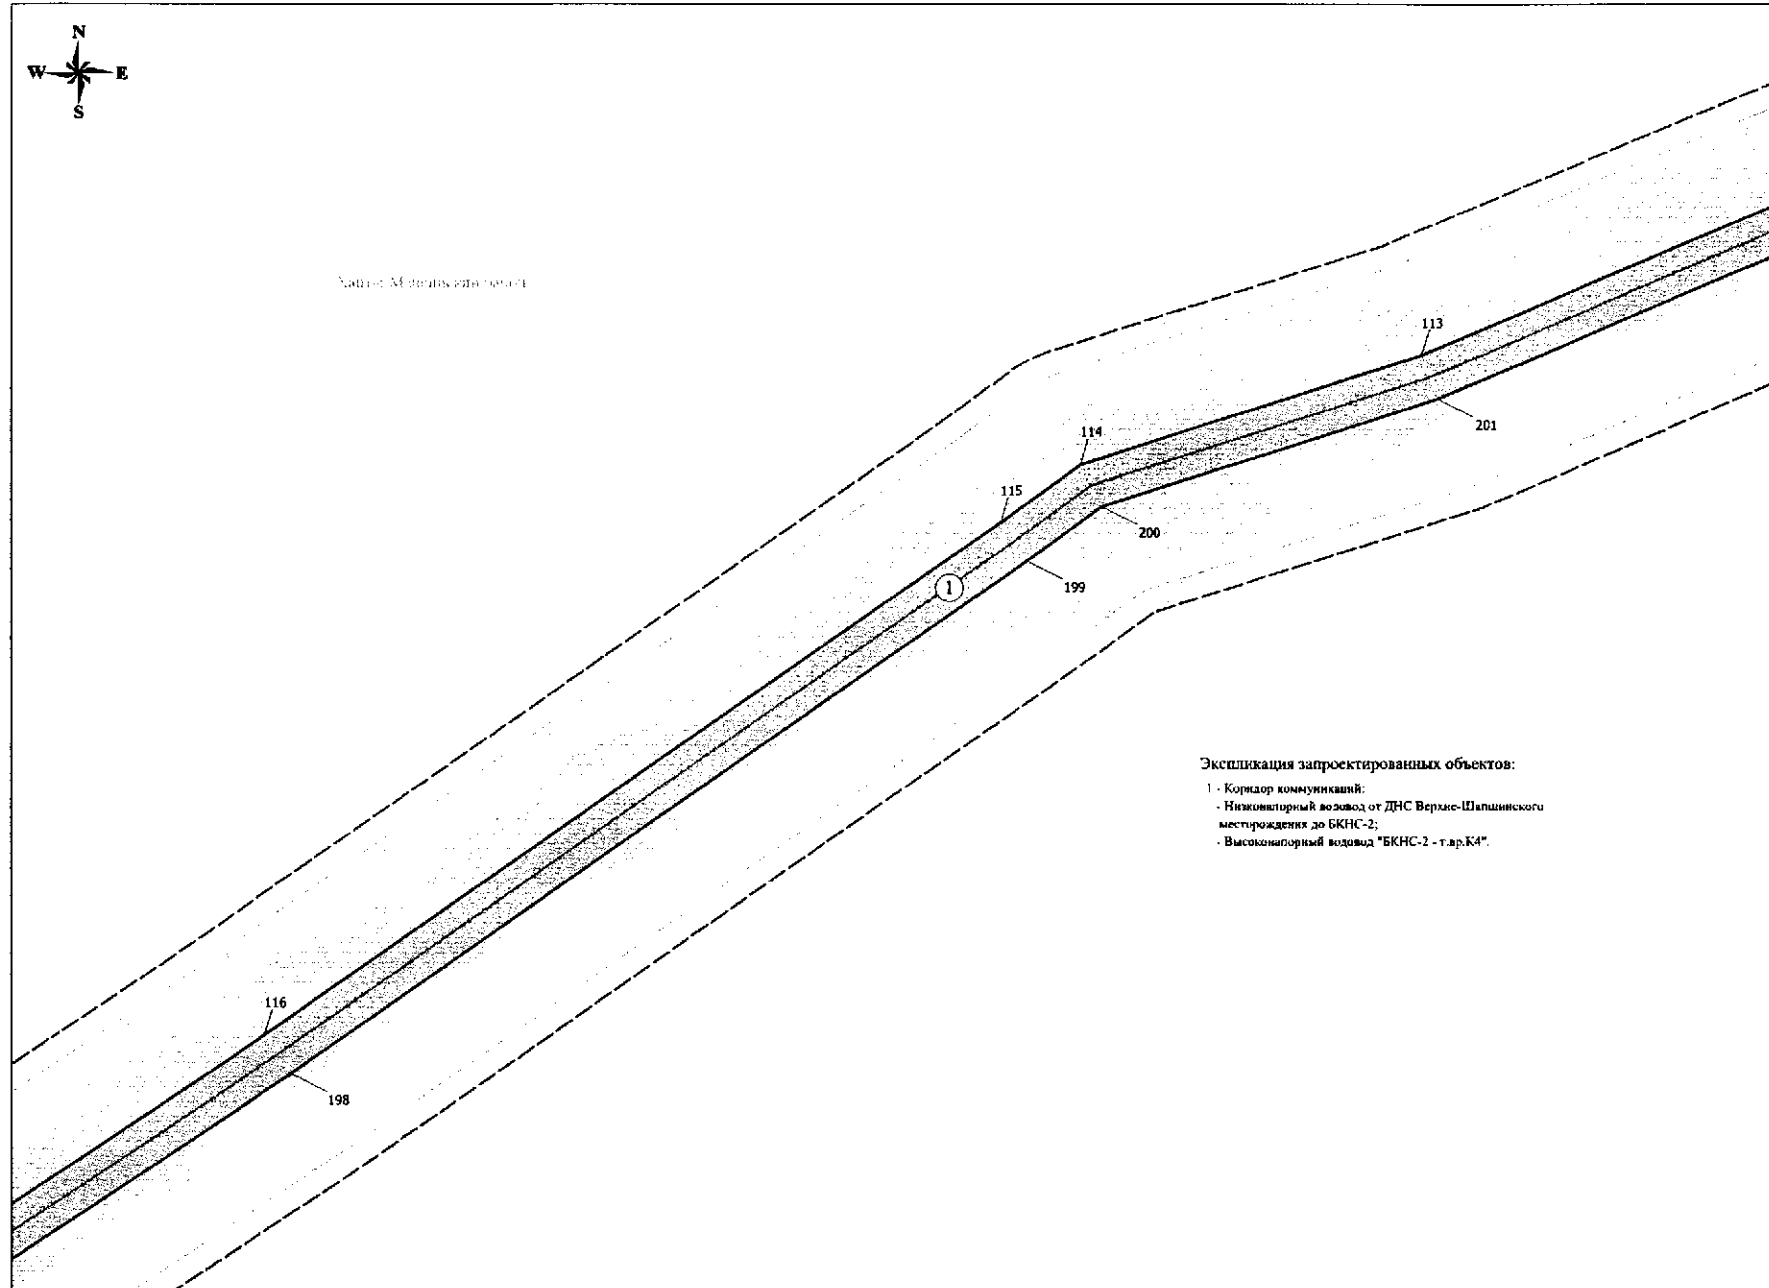 N
W E
S
113
114
201
115
200
199
1
Экспликация запроектированных объектов:
1 - Коридор коммуникаций:
- Низконапорный водовод от ДНС Верхне-Шапшинского
месторождения до БКНС-2;
- Высоконапорный водовод "БКНС-2 - т.вр.К4".
116
198